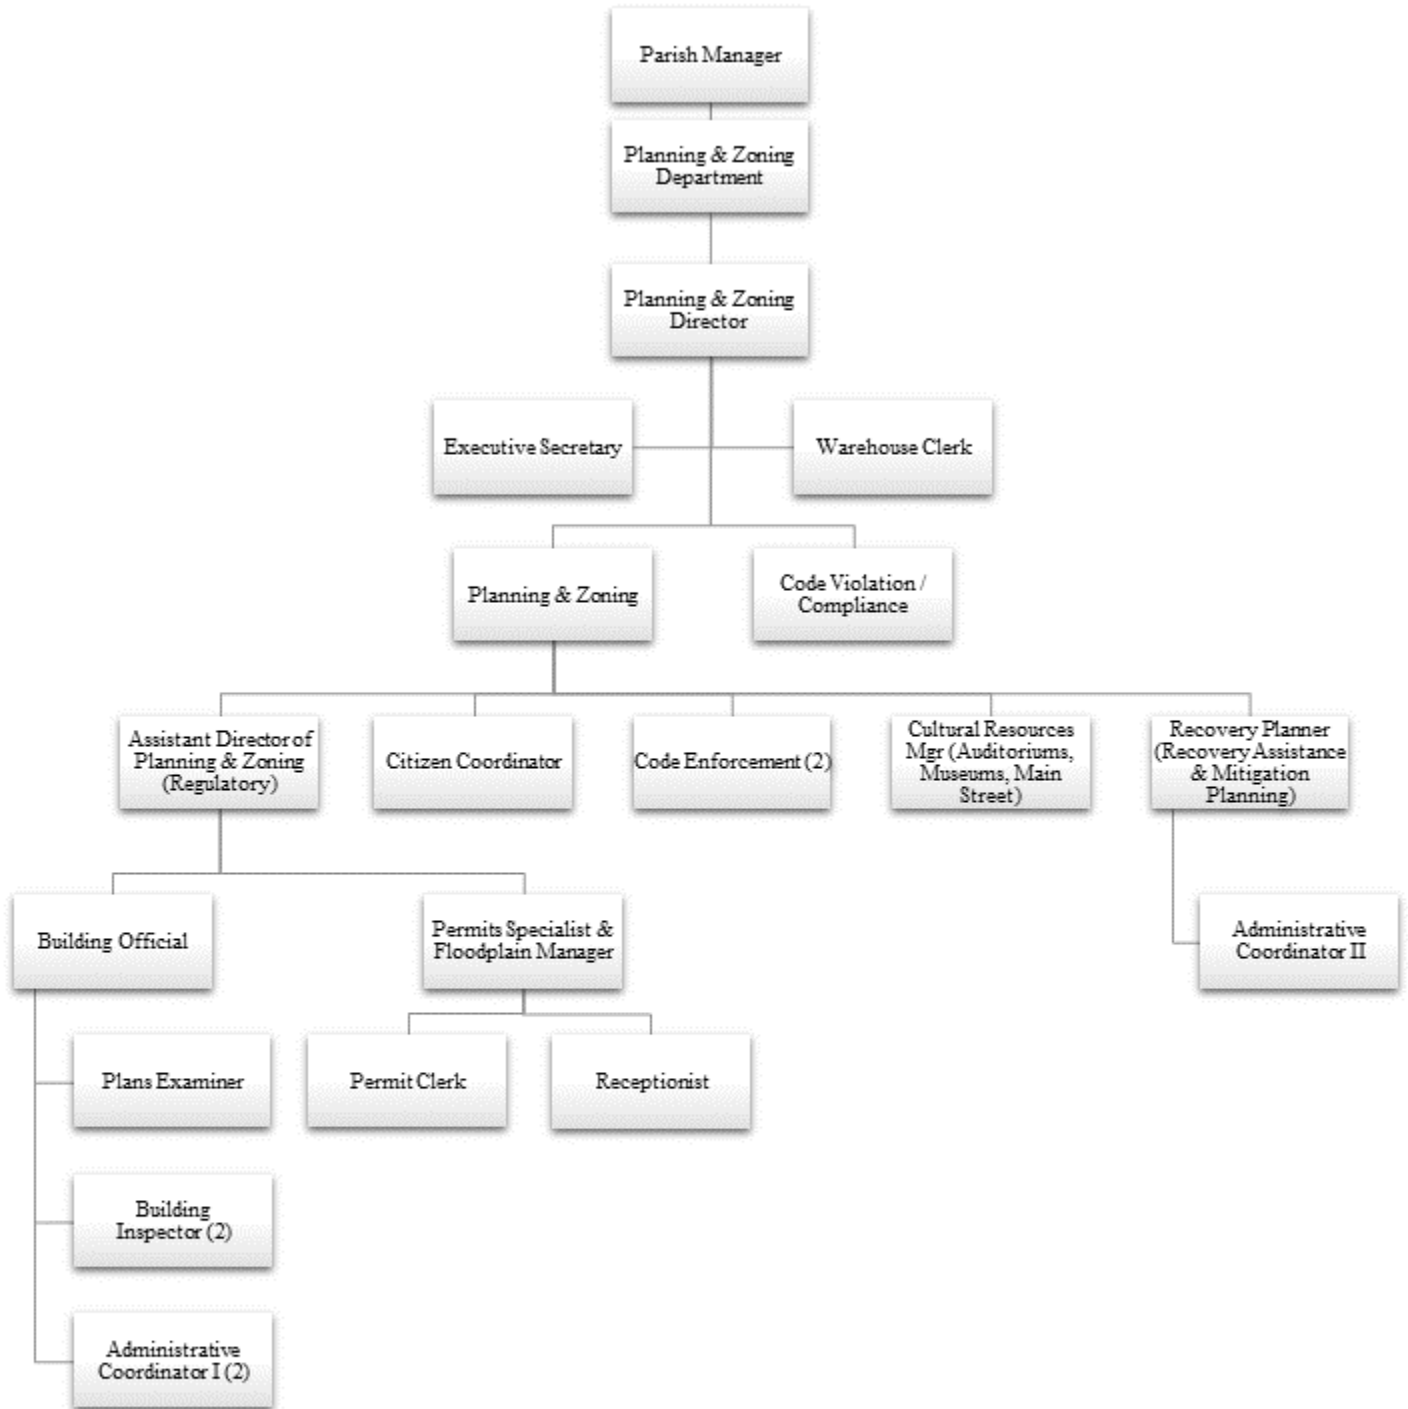 Parish Manager
Planning & Zoning
Department
Planning & Zoning
Director
Executive Secretary
Warehouse Clerk
Planning & Zoning
Code Violation /
Compliance
Assistant Director of
Planning & Zoning
(Regulatory)
Citizen Coordinator
Code Enforcement (2)
Cultural Resources
Mgr (Auditoriums,
Museums, Main
Street)
Recovery Planner
(Recovery Assistance
& Mitigation
Planning)
Building Official
Permits Specialist &
Floodplain Manager
Administrative
Coordinator II
Plans Examiner
Permit Clerk
Receptionist
Building
Inspector (2)
Administrative
Coordinator I (2)